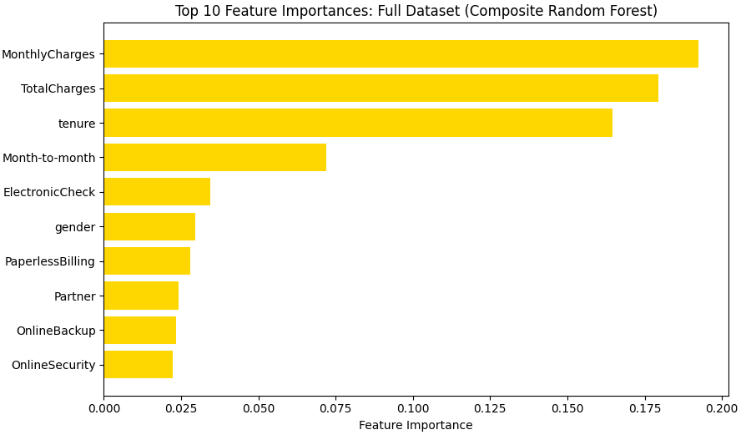 Top 10 Feature Importances: Full Dataset (Composite Random Forest)
MonthlyCharges
TotalCharges
tenure
Month-to-month
ElectronicCheck
gender
PaperlessBilling
Partner
OnlineBackup
OnlineSecurity
0.000 0.025 0.050 0.075 0.100 0.125 0.150 0.175 0.200
Feature Importance